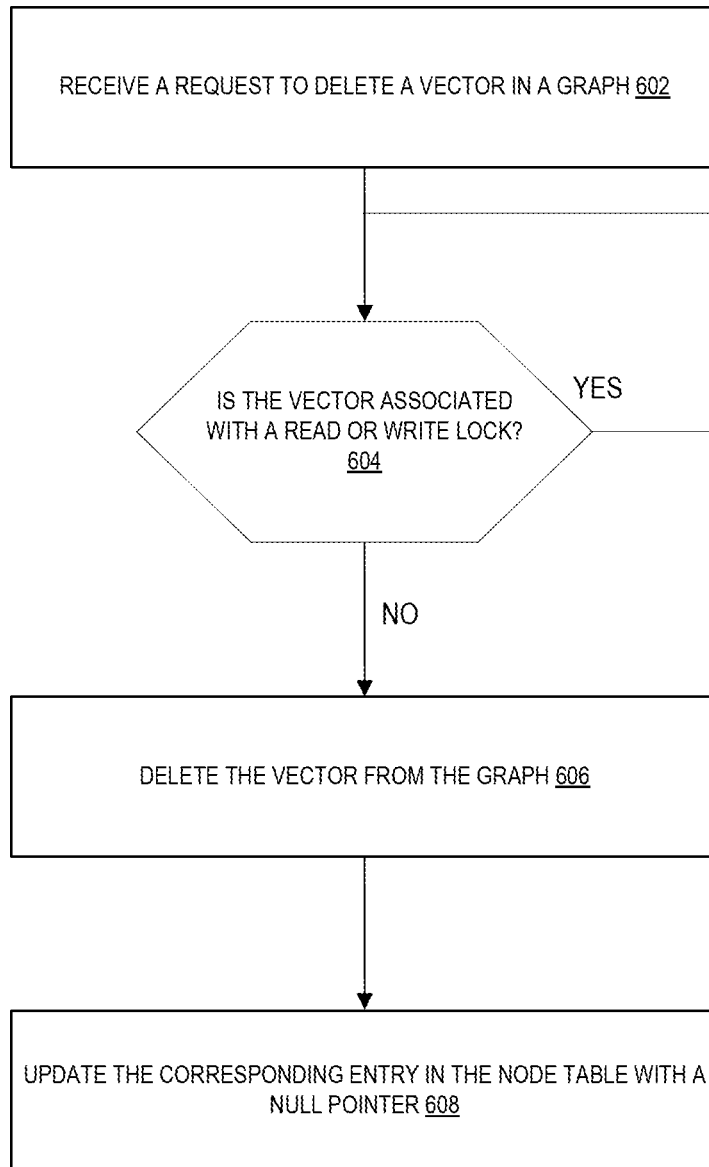 RECEIVE A REQUEST TO DELETE A VECTOR IN A GRAPH 602
IS THE VECTOR ASSOCIATED
WITH A READ OR WRITE LOCK?
604
YES
NO
DELETE THE VECTOR FROM THE GRAPH 606
UPDATE THE CORRESPONDING ENTRY IN THE NODE TABLE WITH A
NULL POINTER 608